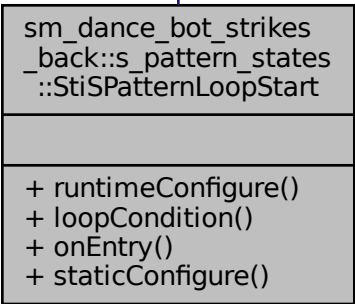 sm_dance_bot_strikes
_back::s_pattern_states
::StiSPatternLoopStart
+ runtimeConfigure()
+ loopCondition()
+ onEntry()
+ staticConfigure()